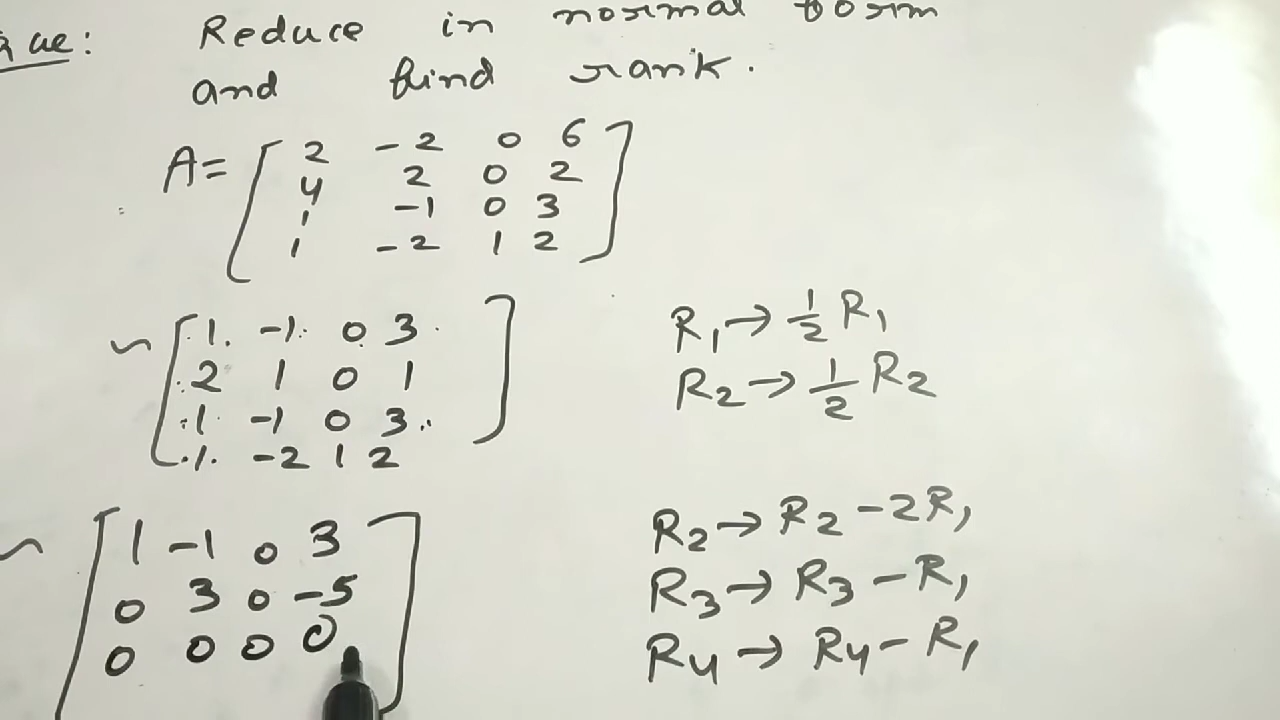 Que: Reduce in normal form
and find rank.
A= [ 2 -2 0 6 ]
4 2 0 2
1 -1 0 3
1 -2 1 2
~ [ 1 -1 0 3 ] R1→ 1/2 R1
2 1 0 1 R2→ 1/2 R2
1 -1 0 3
1 -2 1 2
~ [ 1 -1 0 3 ] R2→ R2-2R1
0 3 0 -5 R3→ R3-R1
0 0 0 0 R4→ R4-R1